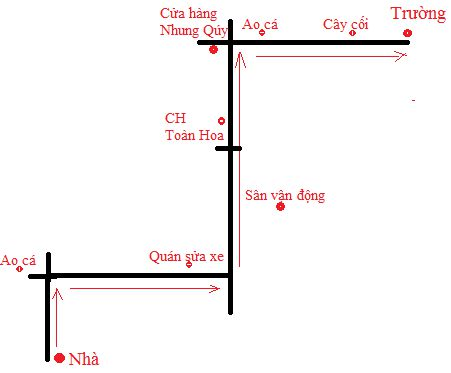 Cửa hàng
Nhung Qúy
Ao cá
Cây cối
Trường
CH
Toàn Hoa
Sân vận động
Ao cá
Quán sửa xe
Nhà